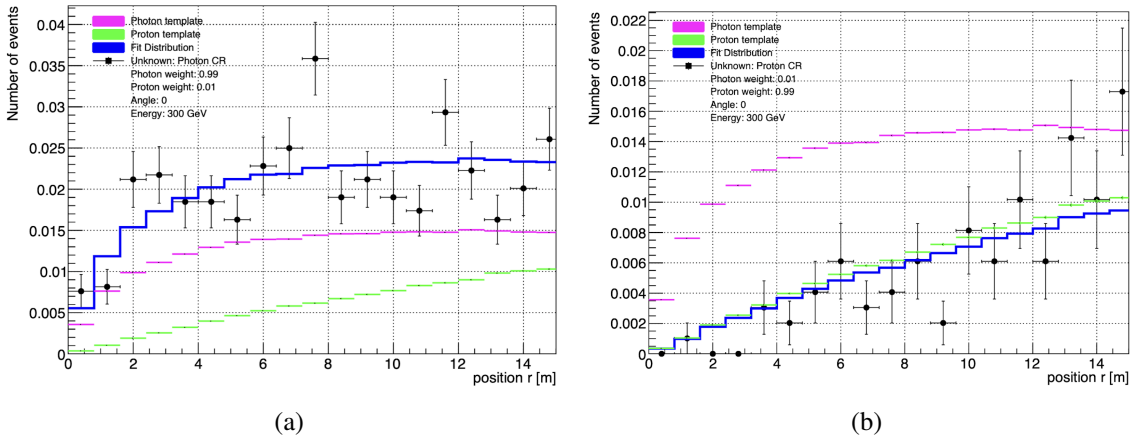 Number of events
0.04
0.035
0.03
0.025
0.02
0.015
0.01
0.005
0
Photon template
Proton template
Fit Distribution
Unknown: Photon CR
Photon weight: 0.99
Proton weight: 0.01
Angle: 0
Energy: 300 GeV
0 2 4 6 8 10 12 14
position r [m]
(a)
Number of events
0.022
0.02
0.018
0.016
0.014
0.012
0.01
0.008
0.006
0.004
0.002
0
Photon template
Proton template
Fit Distribution
Unknown: Photon CR
Photon weight: 0.01
Proton weight: 0.99
Angle: 0
Energy: 300 GeV
0 2 4 6 8 10 12 14
position r [m]
(b)